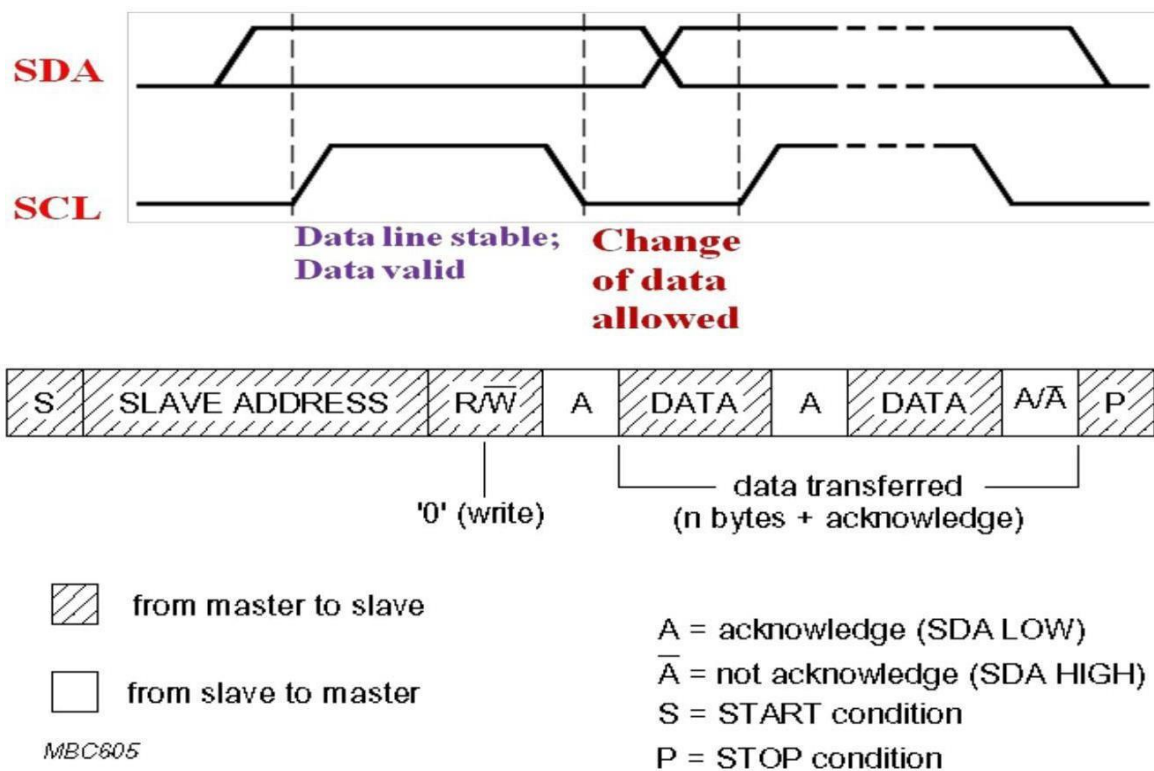 SDA
SCL
Data line stable;
Data valid
Change
of data
allowed
S SLAVE ADDRESS R/W̅ A DATA A DATA A/A̅ P
'0' (write)
data transferred
(n bytes + acknowledge)
from master to slave
from slave to master
MBC605
A = acknowledge (SDA LOW)
A̅ = not acknowledge (SDA HIGH)
S = START condition
P = STOP condition